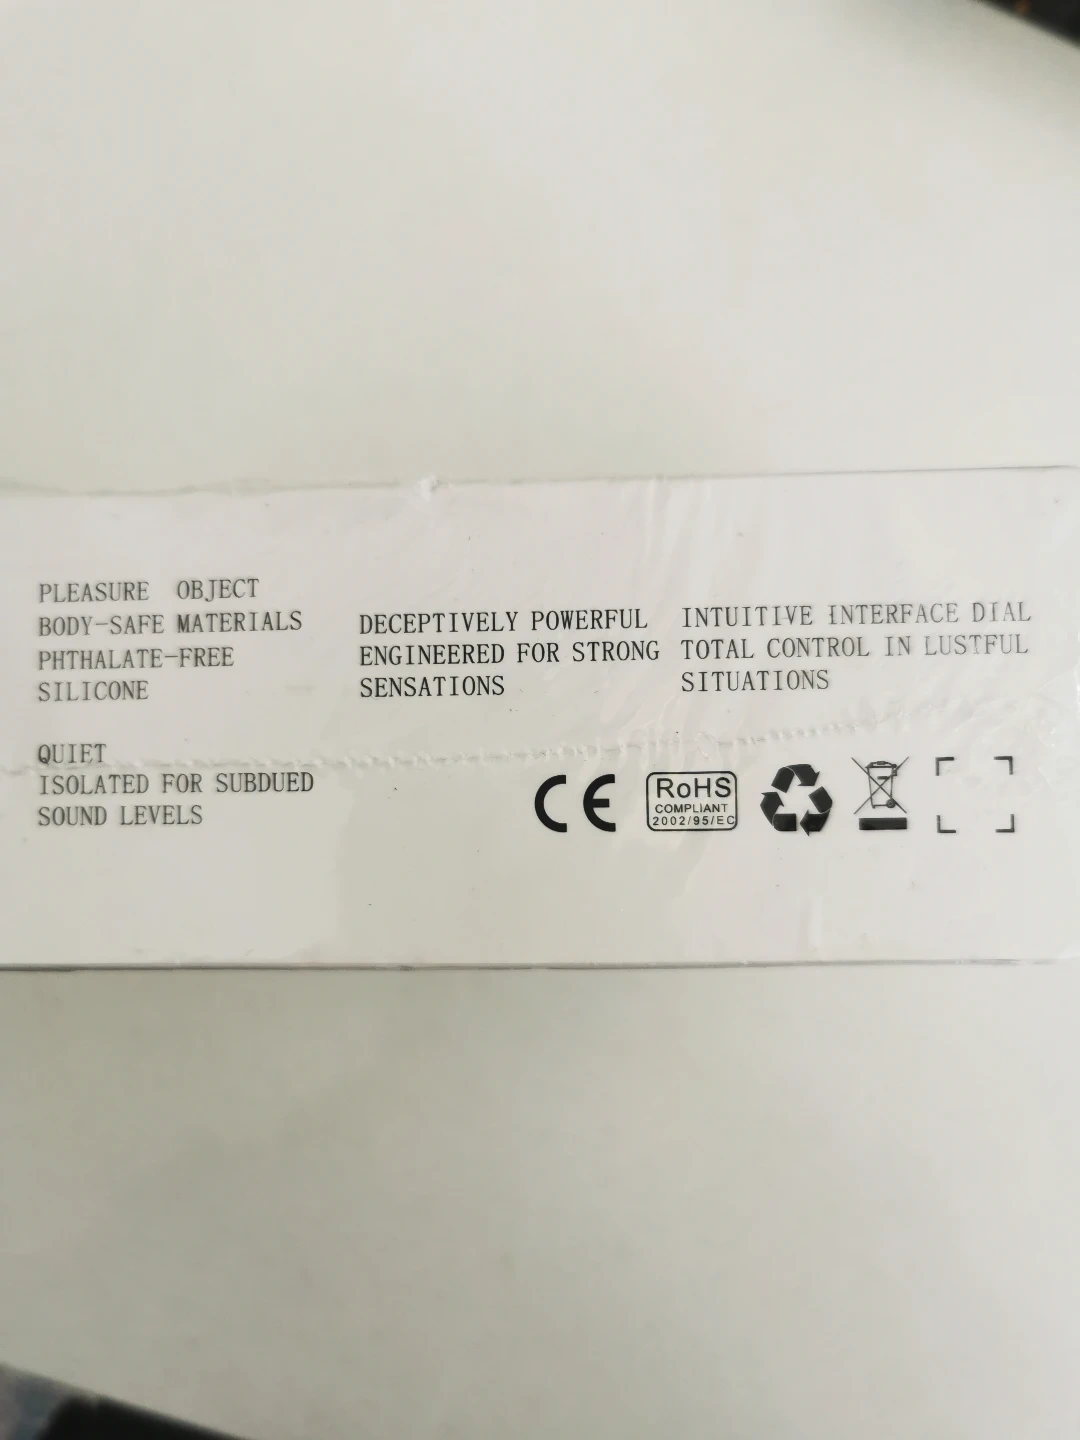 PLEASURE OBJECT
BODY-SAFE MATERIALS
PHTHALATE-FREE
SILICONE
QUIET
ISOLATED FOR SUBDUED
SOUND LEVELS
DECEPTIVELY POWERFUL
ENGINEERED FOR STRONG
SENSATIONS
INTUITIVE INTERFACE DIAL
TOTAL CONTROL IN LUSTFUL
SITUATIONS
CE
RoHS
COMPLIANT
2002/95/EC